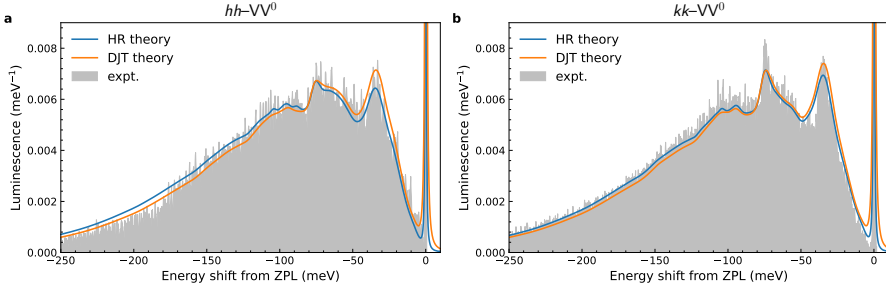 a
hh–VV⁰
Luminescence (meV⁻¹)
0.008
0.006
0.004
0.002
0.000
HR theory
DJT theory
expt.
−250 −200 −150 −100 −50 0
Energy shift from ZPL (meV)
b
kk–VV⁰
Luminescence (meV⁻¹)
0.008
0.006
0.004
0.002
0.000
HR theory
DJT theory
expt.
−250 −200 −150 −100 −50 0
Energy shift from ZPL (meV)